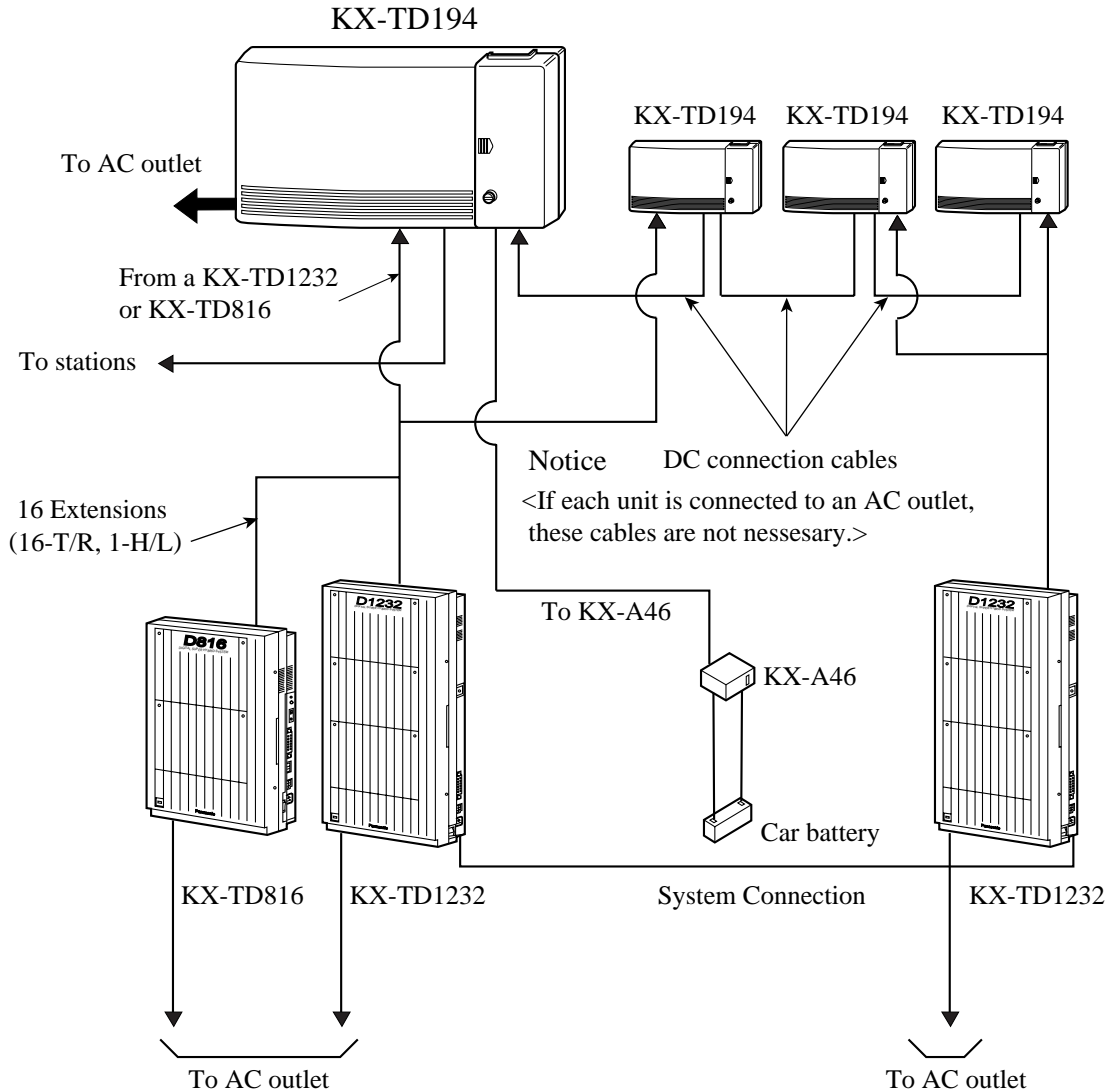 KX-TD194
KX-TD194 KX-TD194 KX-TD194
To AC outlet
From a KX-TD1232
or KX-TD816
To stations
Notice DC connection cables
<If each unit is connected to an AC outlet,
these cables are not nessesary.>
16 Extensions
(16-T/R, 1-H/L)
D816
D1232
D1232
To KX-A46
KX-A46
Car battery
Panasonic
Panasonic
Panasonic
KX-TD816 KX-TD1232 System Connection KX-TD1232
To AC outlet To AC outlet